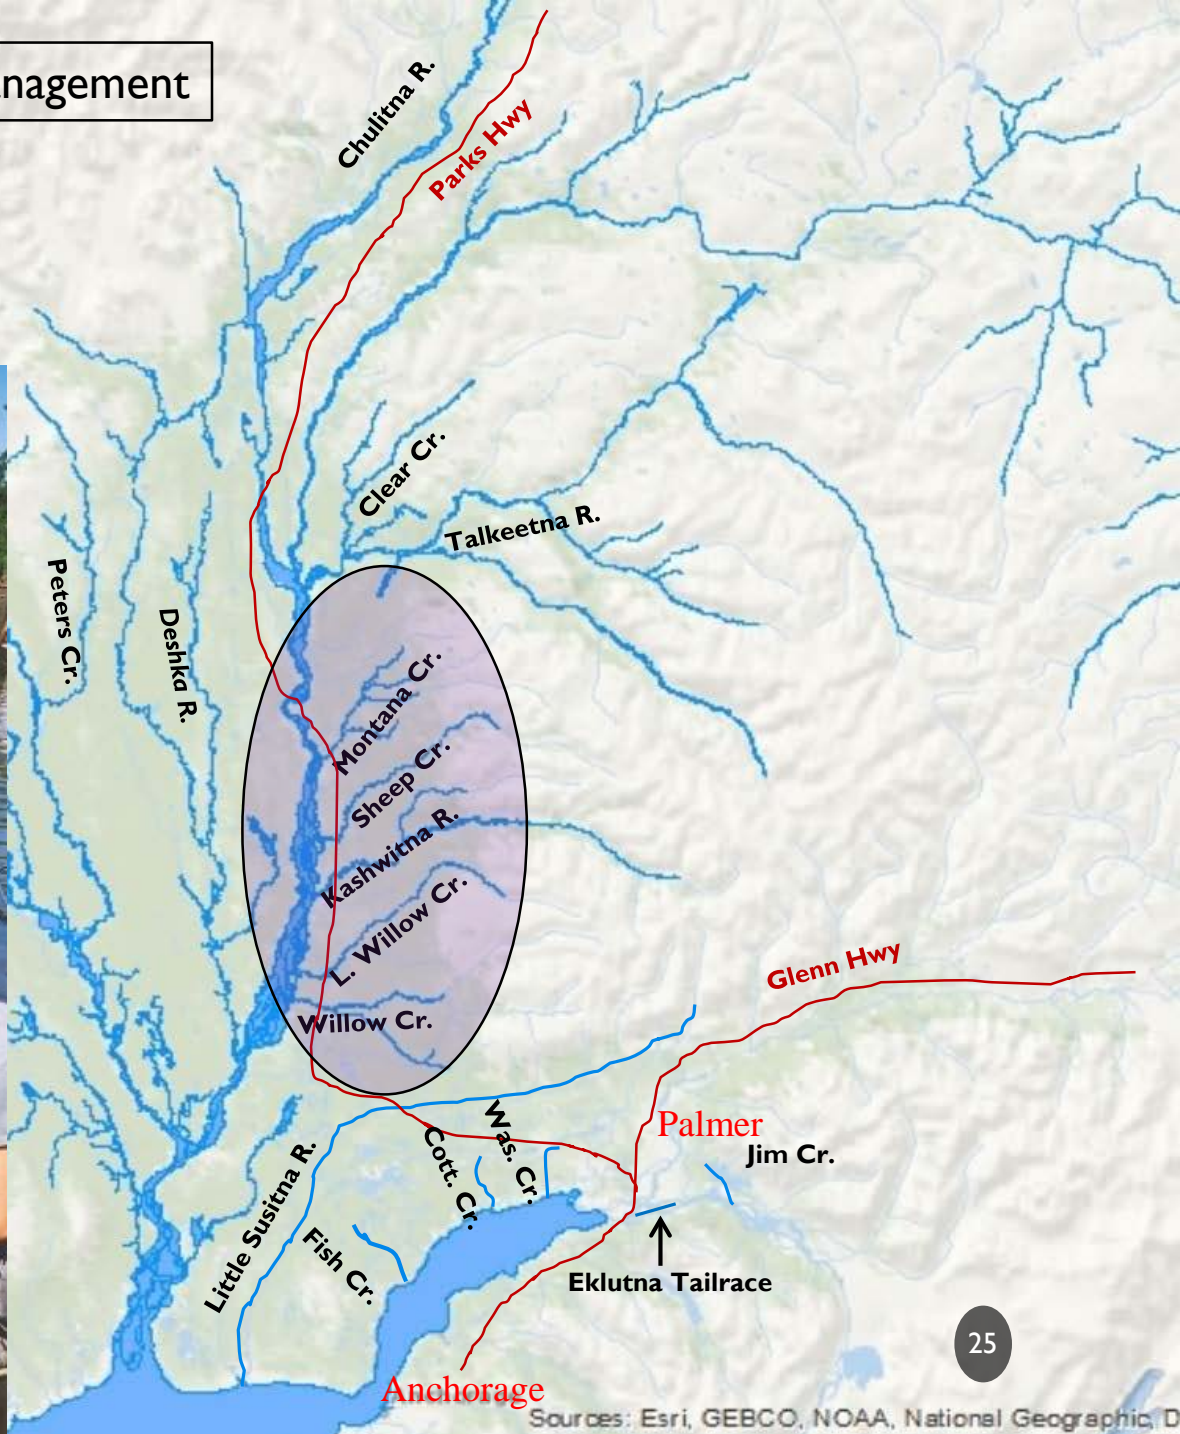 nagement
Chulitna R.
Parks Hwy
Clear Cr.
Talkeetna R.
Peters Cr.
Deshka R.
Montana Cr.
Sheep Cr.
Kashwitna R.
L. Willow Cr.
Willow Cr.
Glenn Hwy
Palmer
Jim Cr.
Was. Cr.
Cott. Cr.
Little Susitna R.
Fish Cr.
Eklutna Tailrace
25
Anchorage
Sources: Esri, GEBCO, NOAA, National Geographic, D